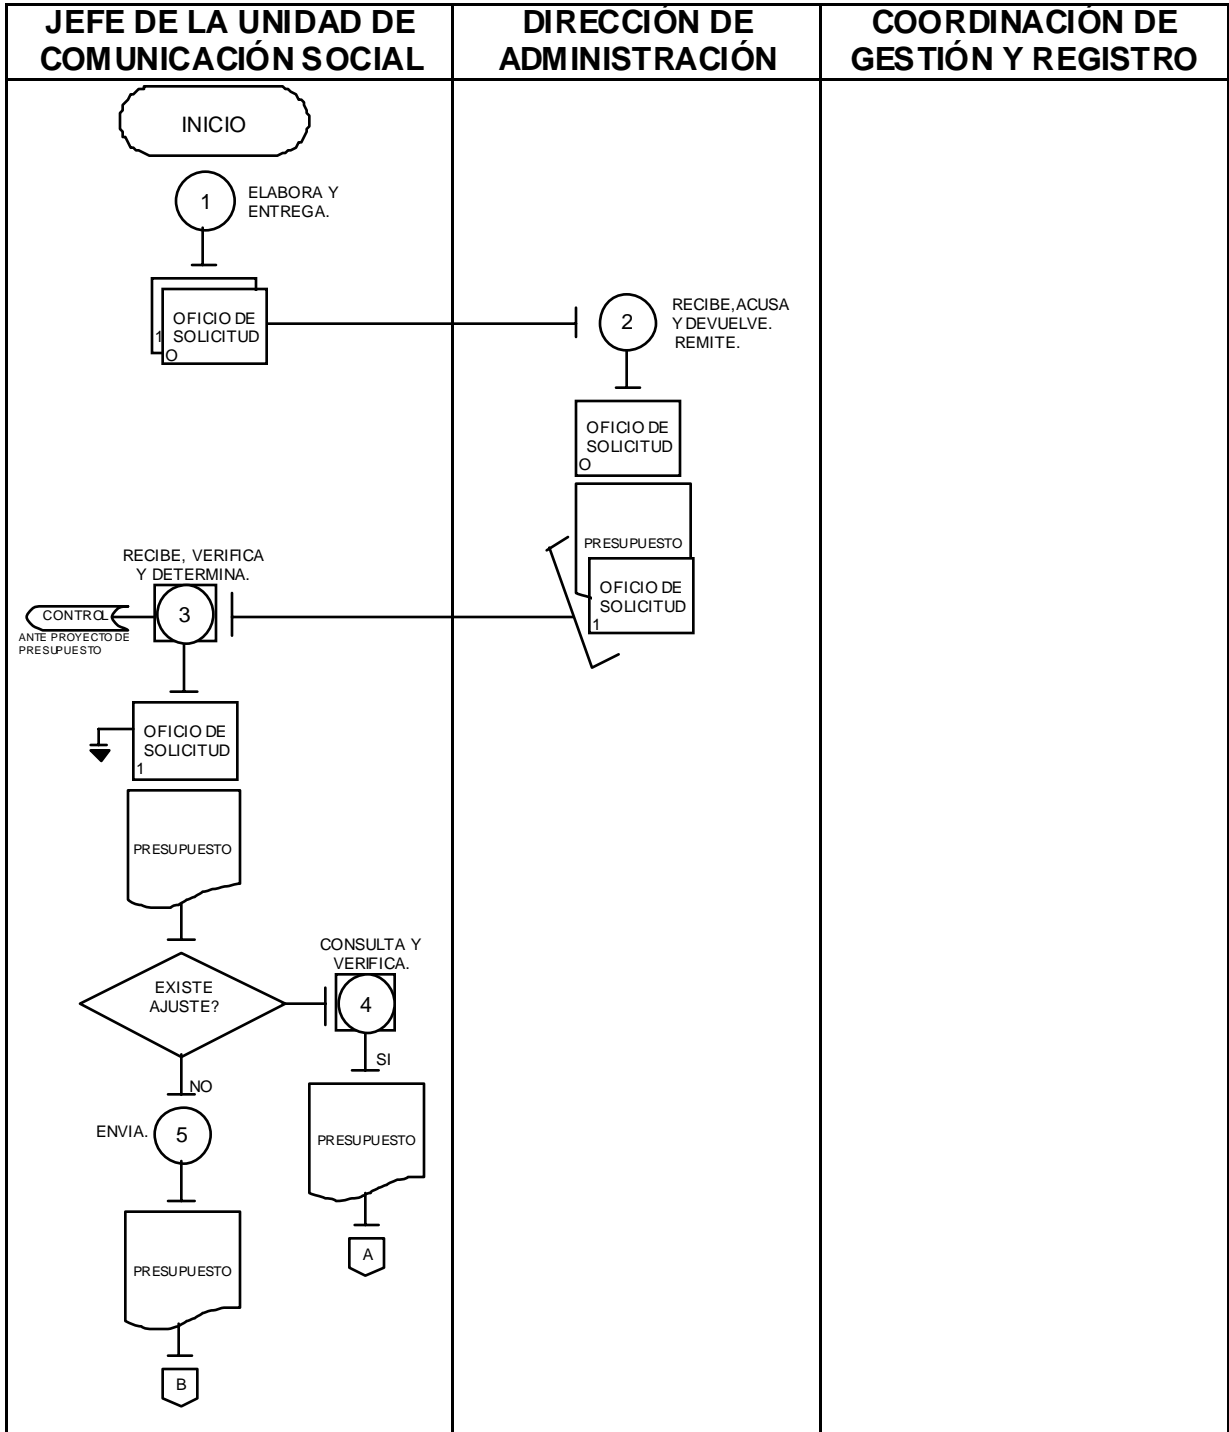 JEFE DE LA UNIDAD DE
COMUNICACIÓN SOCIAL
DIRECCIÓN DE
ADMINISTRACIÓN
COORDINACIÓN DE
GESTIÓN Y REGISTRO
INICIO
1
ELABORA Y
ENTREGA.
OFICIO DE
SOLICITUD
1
O
2
RECIBE, ACUSA
Y DEVUELVE.
REMITE.
OFICIO DE
SOLICITUD
O
PRESUPUESTO
OFICIO DE
SOLICITUD
1
RECIBE, VERIFICA
Y DETERMINA.
3
CONTROL
ANTE PROYECTO DE
PRESUPUESTO
OFICIO DE
SOLICITUD
1
PRESUPUESTO
EXISTE
AJUSTE?
CONSULTA Y
VERIFICA.
4
SI
PRESUPUESTO
A
NO
ENVIA.
5
PRESUPUESTO
B